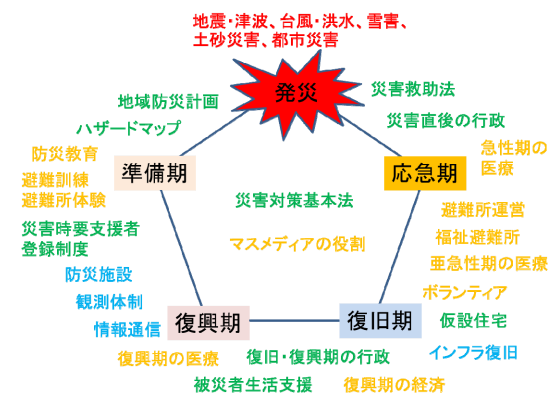 地震・津波、台風・洪水、雪害、
土砂災害、都市災害
発災
地域防災計画
災害救助法
ハザードマップ
災害直後の行政
防災教育
準備期
応急期
急性期の
医療
避難訓練
避難所体験
災害対策基本法
避難所運営
災害時要支援者
登録制度
マスメディアの役割
福祉避難所
亜急性期の医療
防災施設
ボランティア
観測体制
仮設住宅
情報通信
復興期
復旧期
復興期の医療
復旧・復興期の行政
インフラ復旧
被災者生活支援
復興期の経済